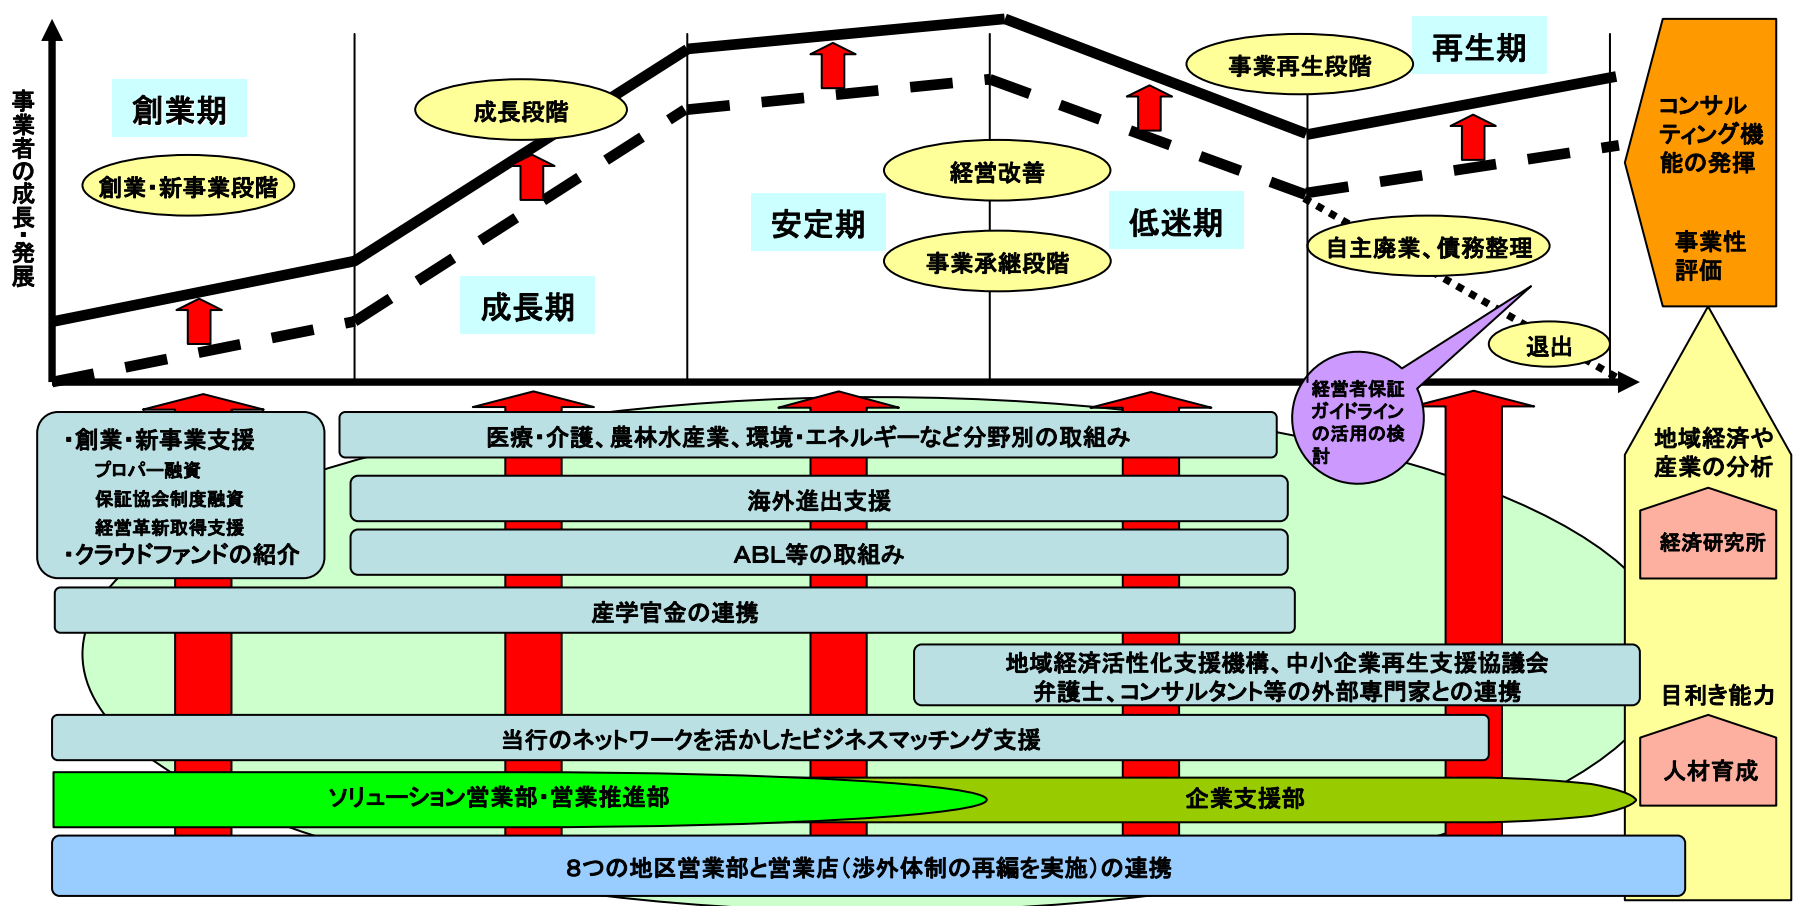 事業者の成長・発展
創業期
創業・新事業段階
成長段階
成長期
安定期
経営改善
事業承継段階
低迷期
事業再生段階
再生期
自主廃業、債務整理
退出
経営者保証
ガイドライン
の活用の検
討
コンサル
ティング機
能の発揮
事業性
評価
地域経済や
産業の分析
経済研究所
目利き能力
人材育成
・創業・新事業支援
プロパー融資
保証協会制度融資
経営革新取得支援
・クラウドファンドの紹介
医療・介護、農林水産業、環境・エネルギーなど分野別の取組み
海外進出支援
ABL等の取組み
産学官金の連携
地域経済活性化支援機構、中小企業再生支援協議会
弁護士、コンサルタント等の外部専門家との連携
当行のネットワークを活かしたビジネスマッチング支援
ソリューション営業部・営業推進部
企業支援部
8つの地区営業部と営業店(渉外体制の再編を実施)の連携